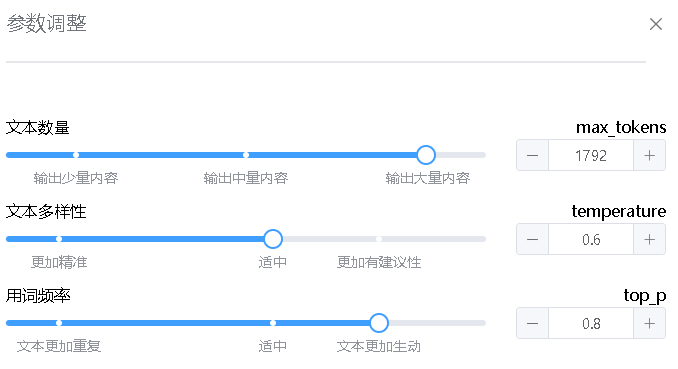 参数调整
文本数量 max_tokens
1792
输出少量内容 输出中量内容 输出大量内容
文本多样性 temperature
0.6
更加精准 适中 更加有建议性
用词频率 top_p
0.8
文本更加重复 适中 文本更加生动